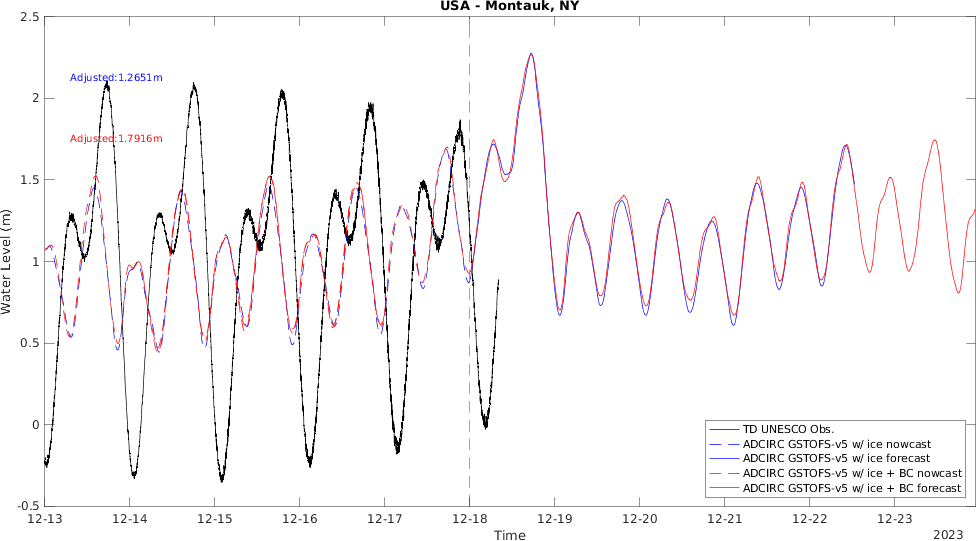 USA - Montauk, NY
2.5
2
1.5
1
0.5
0
-0.5
Water Level (m)
Adjusted:1.2651m
Adjusted:1.7916m
TD UNESCO Obs.
ADCIRC GSTOFS-v5 w/ ice nowcast
ADCIRC GSTOFS-v5 w/ ice forecast
ADCIRC GSTOFS-v5 w/ ice + BC nowcast
ADCIRC GSTOFS-v5 w/ ice + BC forecast
12-13 12-14 12-15 12-16 12-17 12-18 12-19 12-20 12-21 12-22 12-23
Time
2023